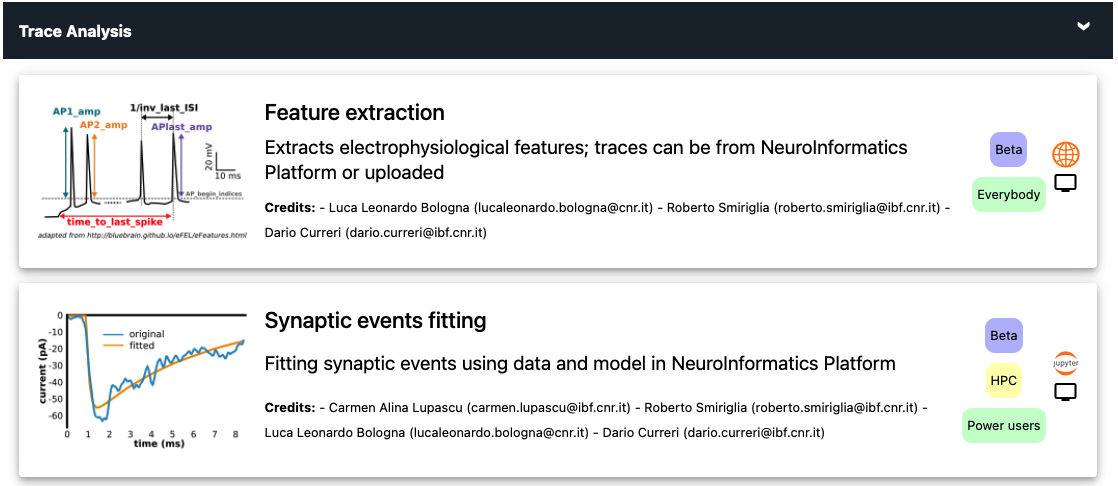 Trace Analysis
AP1_amp
1/inv_last_ISI
AP2_amp
APlast_amp
20 mV
10 ms
AP_begin_indices
time_to_last_spike
adapted from http://bluebrain.github.io/eFEL/eFeatures.html
Feature extraction
Extracts electrophysiological features; traces can be from NeuroInformatics
Platform or uploaded
Credits: - Luca Leonardo Bologna (lucaleonardo.bologna@cnr.it) - Roberto Smiriglia (roberto.smiriglia@ibf.cnr.it) -
Dario Curreri (dario.curreri@ibf.cnr.it)
Beta
Everybody
0
-10
-20
-30
-40
-50
-60
current (pA)
original
fitted
0 1 2 3 4 5 6 7 8
time (ms)
Synaptic events fitting
Fitting synaptic events using data and model in NeuroInformatics Platform
Credits: - Carmen Alina Lupascu (carmen.lupascu@ibf.cnr.it) - Roberto Smiriglia (roberto.smiriglia@ibf.cnr.it) -
Luca Leonardo Bologna (lucaleonardo.bologna@cnr.it) - Dario Curreri (dario.curreri@ibf.cnr.it)
Beta
HPC
Power users
jupyter